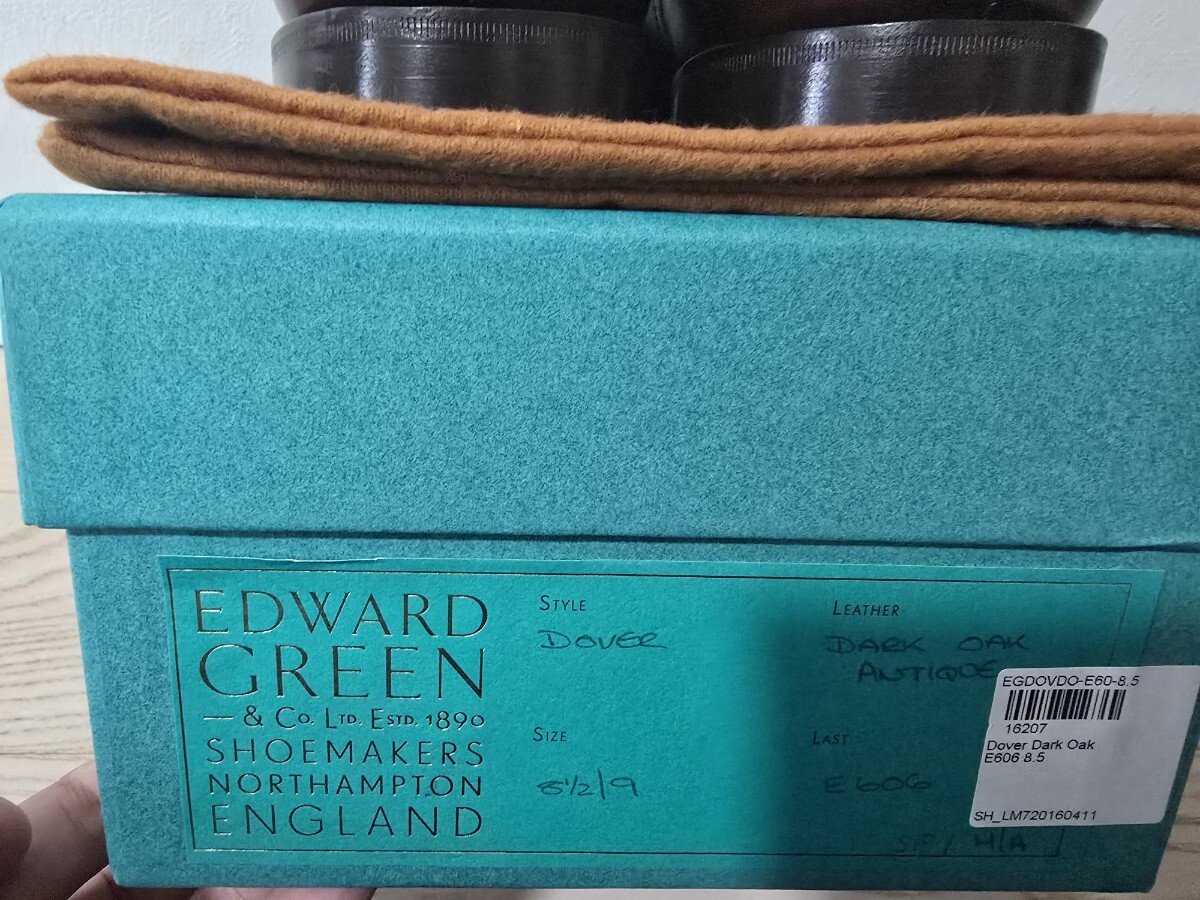 EDWARD
GREEN
— & Co. LTD. ESTD. 1890
SHOEMAKERS
NORTHAMPTON
ENGLAND
STYLE
DOVER
LEATHER
DARK OAK
ANTIQUE
SIZE
8½/9
LAST
E606
EGDOVDO-E60-8.5
16207
Dover Dark Oak
E606 8.5
SH_LM720160411